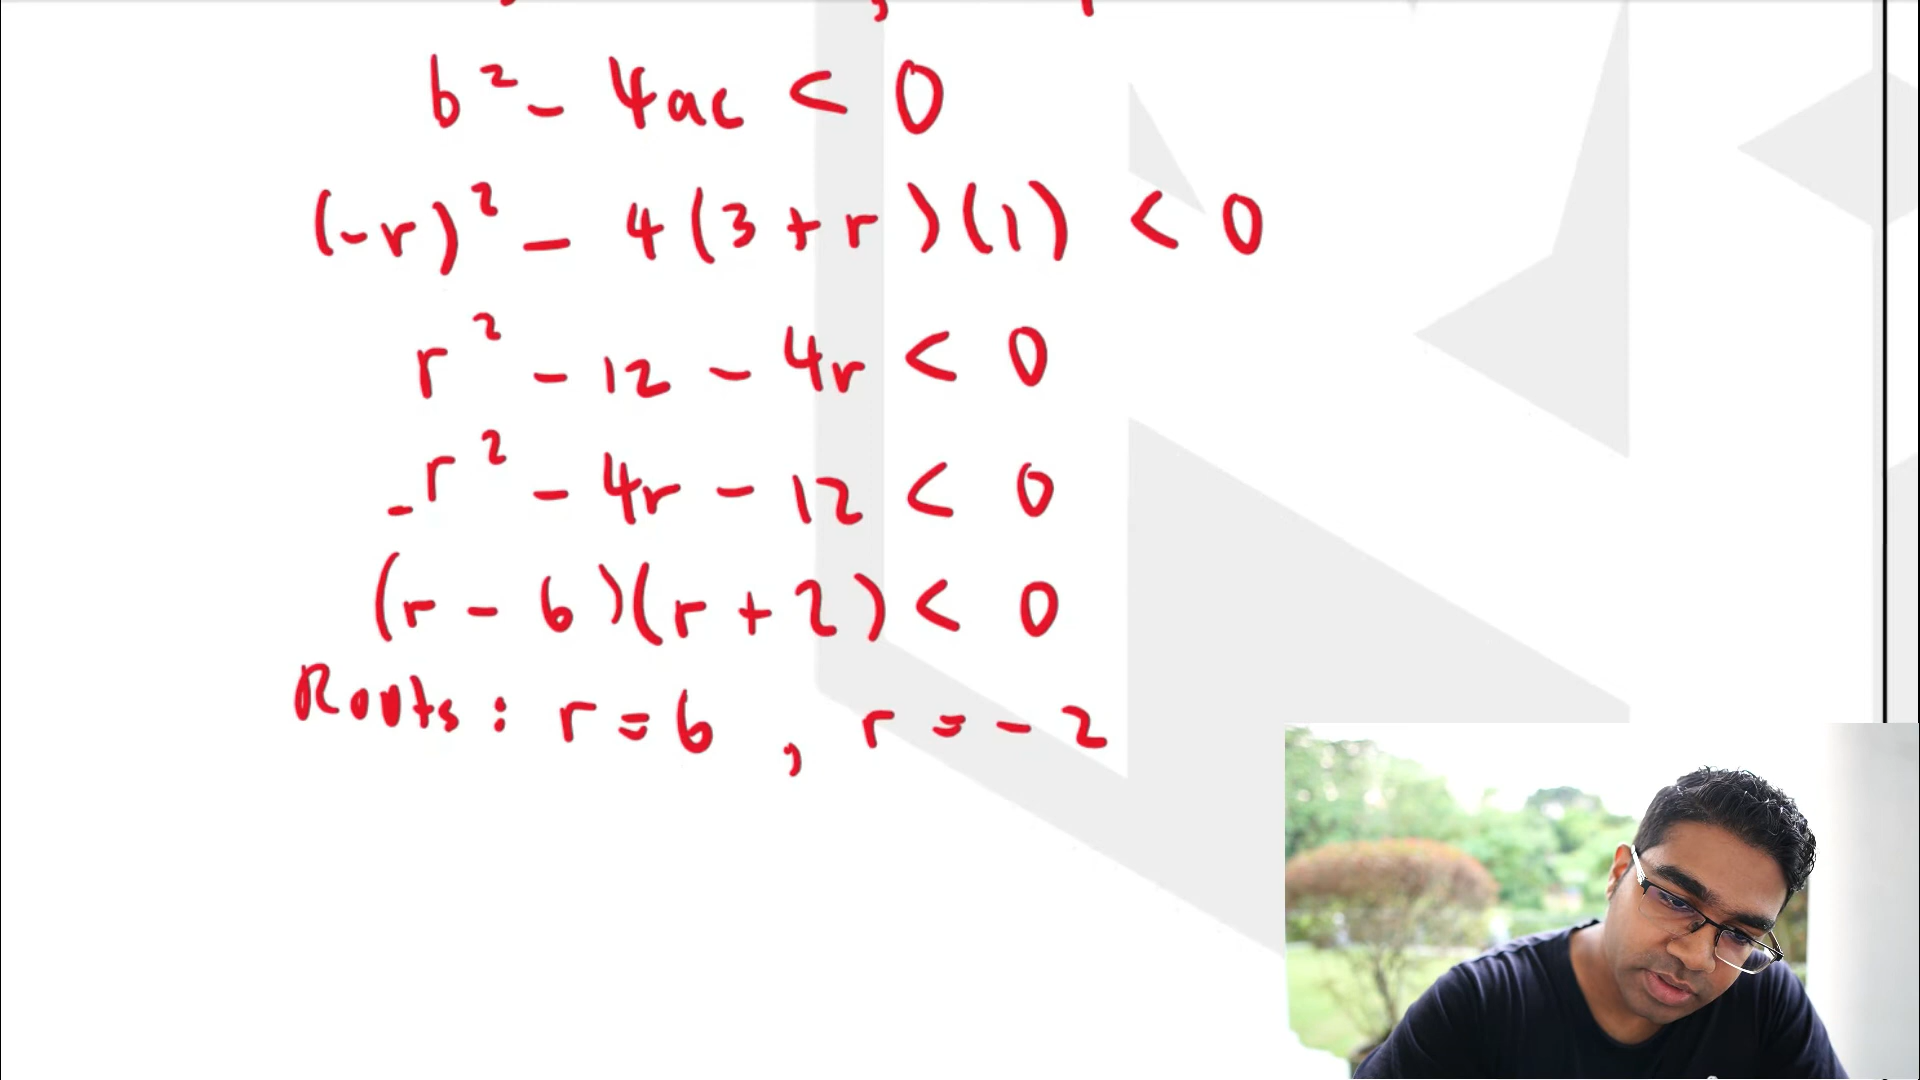 b² - 4ac < 0
(-r)² - 4(3 + r)(1) < 0
r² - 12 - 4r < 0
-r² - 4r - 12 < 0
(r - 6)(r + 2) < 0
Roots: r = 6 , r = -2